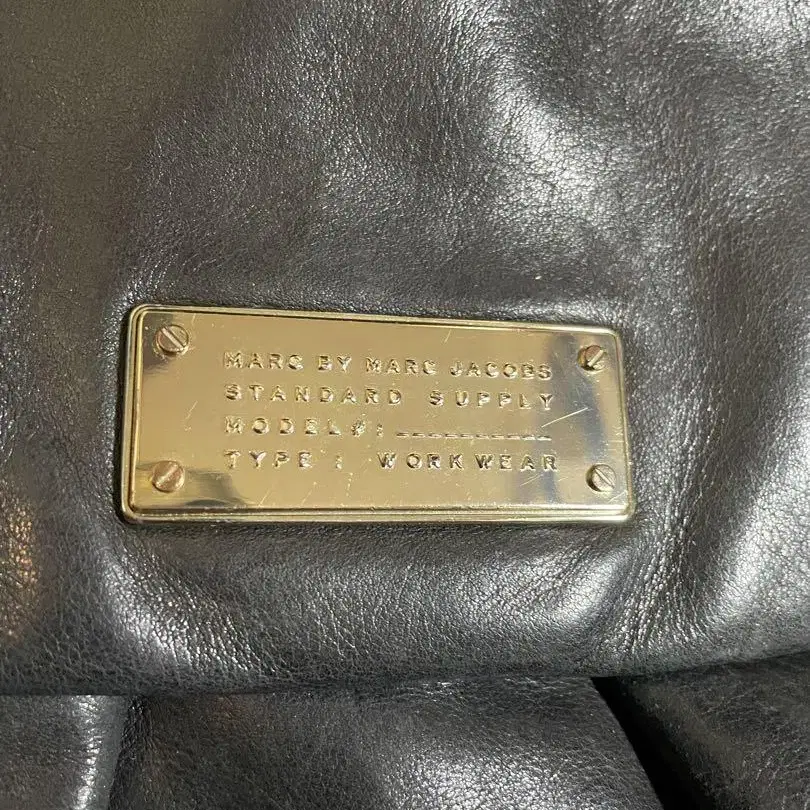 MARC BY MARC JACOBS
STANDARD SUPPLY
MODEL#: __________
TYPE: WORKWEAR